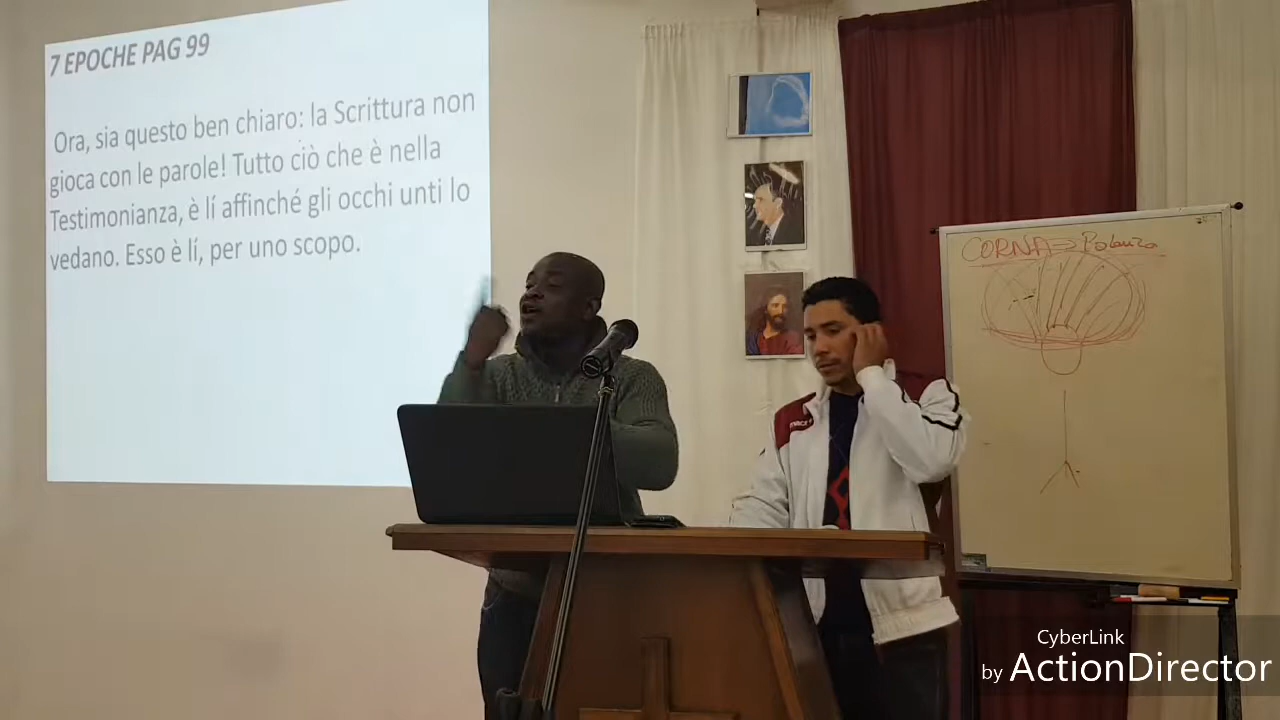 7 EPOCHE PAG 99
Ora, sia questo ben chiaro: la Scrittura non
gioca con le parole! Tutto ciò che è nella
Testimonianza, è lí affinché gli occhi unti lo
vedano. Esso è lí, per uno scopo.
CORNA => Potenza
CyberLink
by ActionDirector